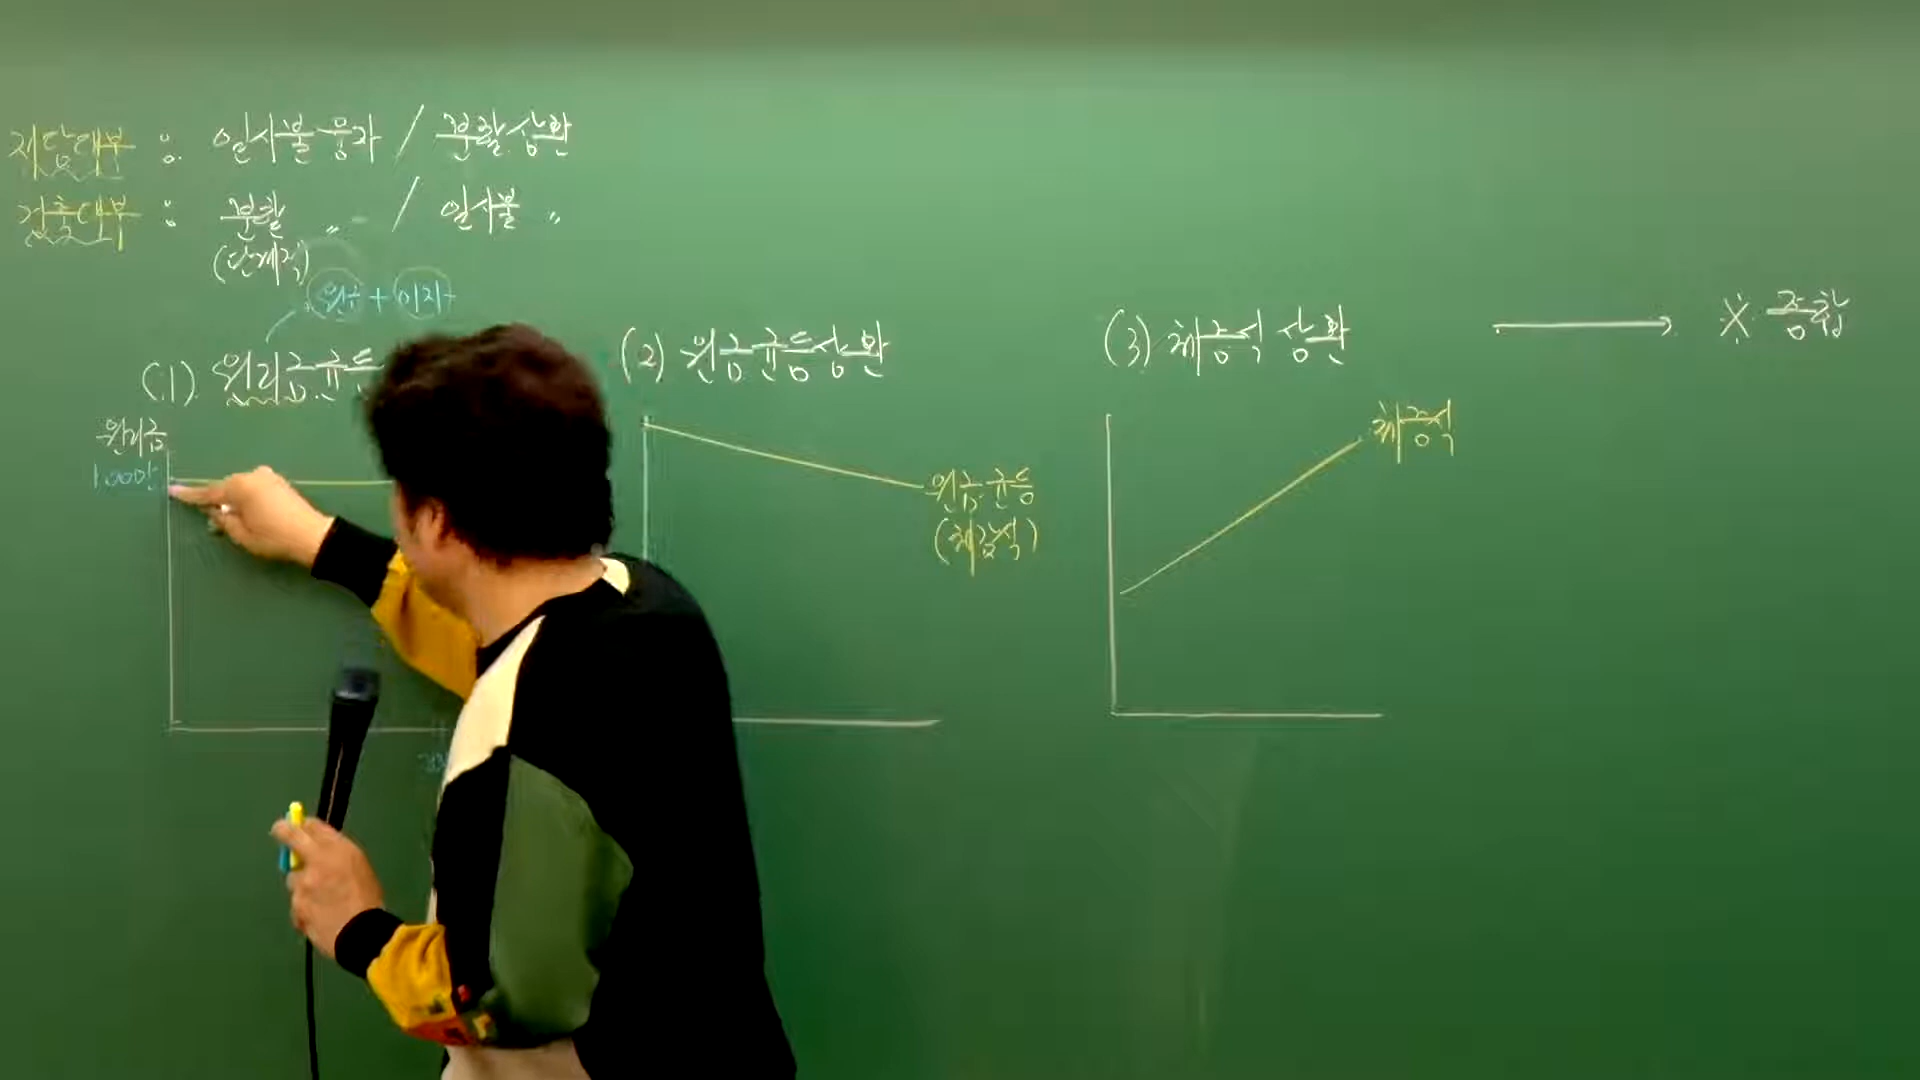 저당대부 : 일시불융자 / 분할상환
건축대부 : 분할 〃 / 일시불 〃
(단계적)
원금 + 이자
(1) 원리금균등
(2) 원금균등상환
(3) 체증식 상환
※ 종합
원리금
1,000만
원금균등
(체감식)
체증식